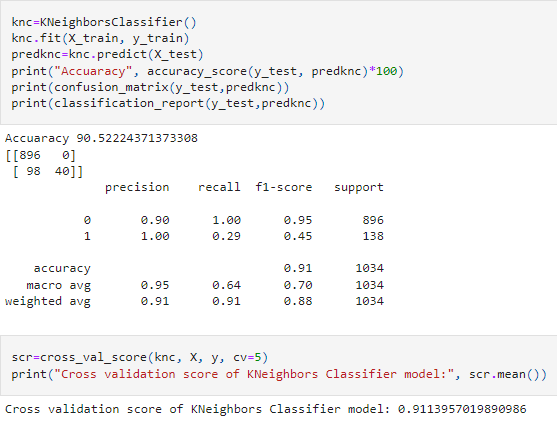 knc=KNeighborsClassifier()
knc.fit(X_train, y_train)
predknc=knc.predict(X_test)
print("Accuaracy", accuracy_score(y_test, predknc)*100)
print(confusion_matrix(y_test,predknc))
print(classification_report(y_test,predknc))
Accuaracy 90.52224371373308
[[896   0]
 [ 98  40]]
              precision    recall  f1-score   support
           0       0.90      1.00      0.95       896
           1       1.00      0.29      0.45       138
    accuracy                           0.91      1034
   macro avg       0.95      0.64      0.70      1034
weighted avg       0.91      0.91      0.88      1034
scr=cross_val_score(knc, X, y, cv=5)
print("Cross validation score of KNeighbors Classifier model:", scr.mean())
Cross validation score of KNeighbors Classifier model: 0.9113957019890986